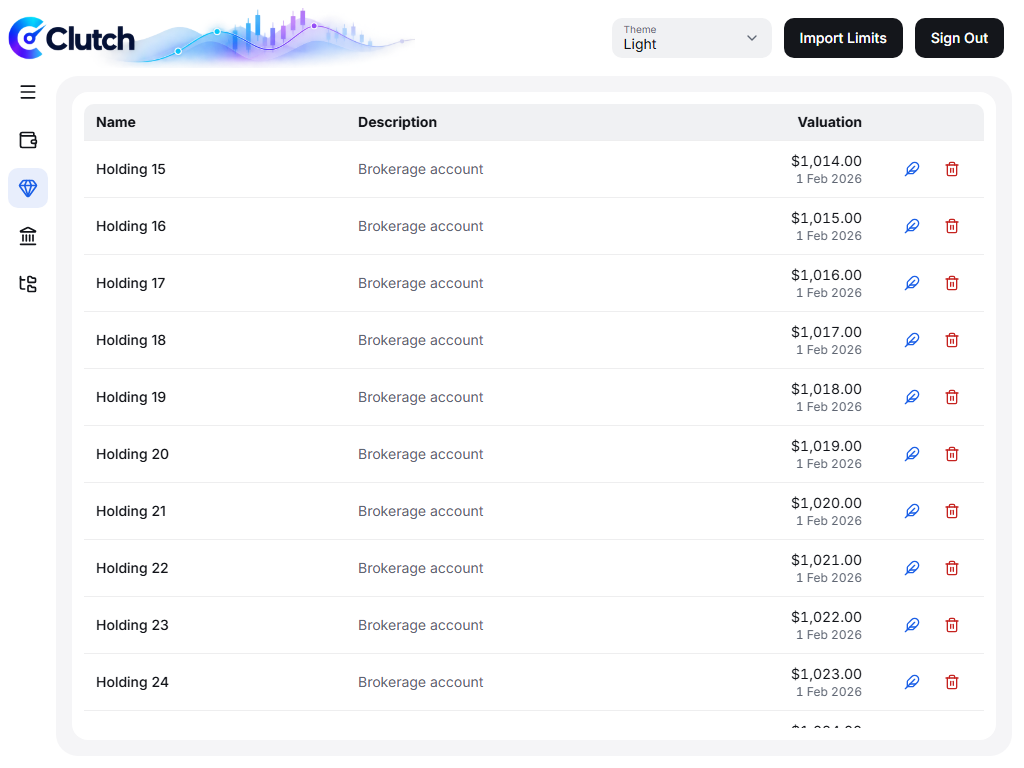 Clutch
Theme
Light
Import Limits
Sign Out
Name Description Valuation
Holding 15 Brokerage account $1,014.00
1 Feb 2026
Holding 16 Brokerage account $1,015.00
1 Feb 2026
Holding 17 Brokerage account $1,016.00
1 Feb 2026
Holding 18 Brokerage account $1,017.00
1 Feb 2026
Holding 19 Brokerage account $1,018.00
1 Feb 2026
Holding 20 Brokerage account $1,019.00
1 Feb 2026
Holding 21 Brokerage account $1,020.00
1 Feb 2026
Holding 22 Brokerage account $1,021.00
1 Feb 2026
Holding 23 Brokerage account $1,022.00
1 Feb 2026
Holding 24 Brokerage account $1,023.00
1 Feb 2026